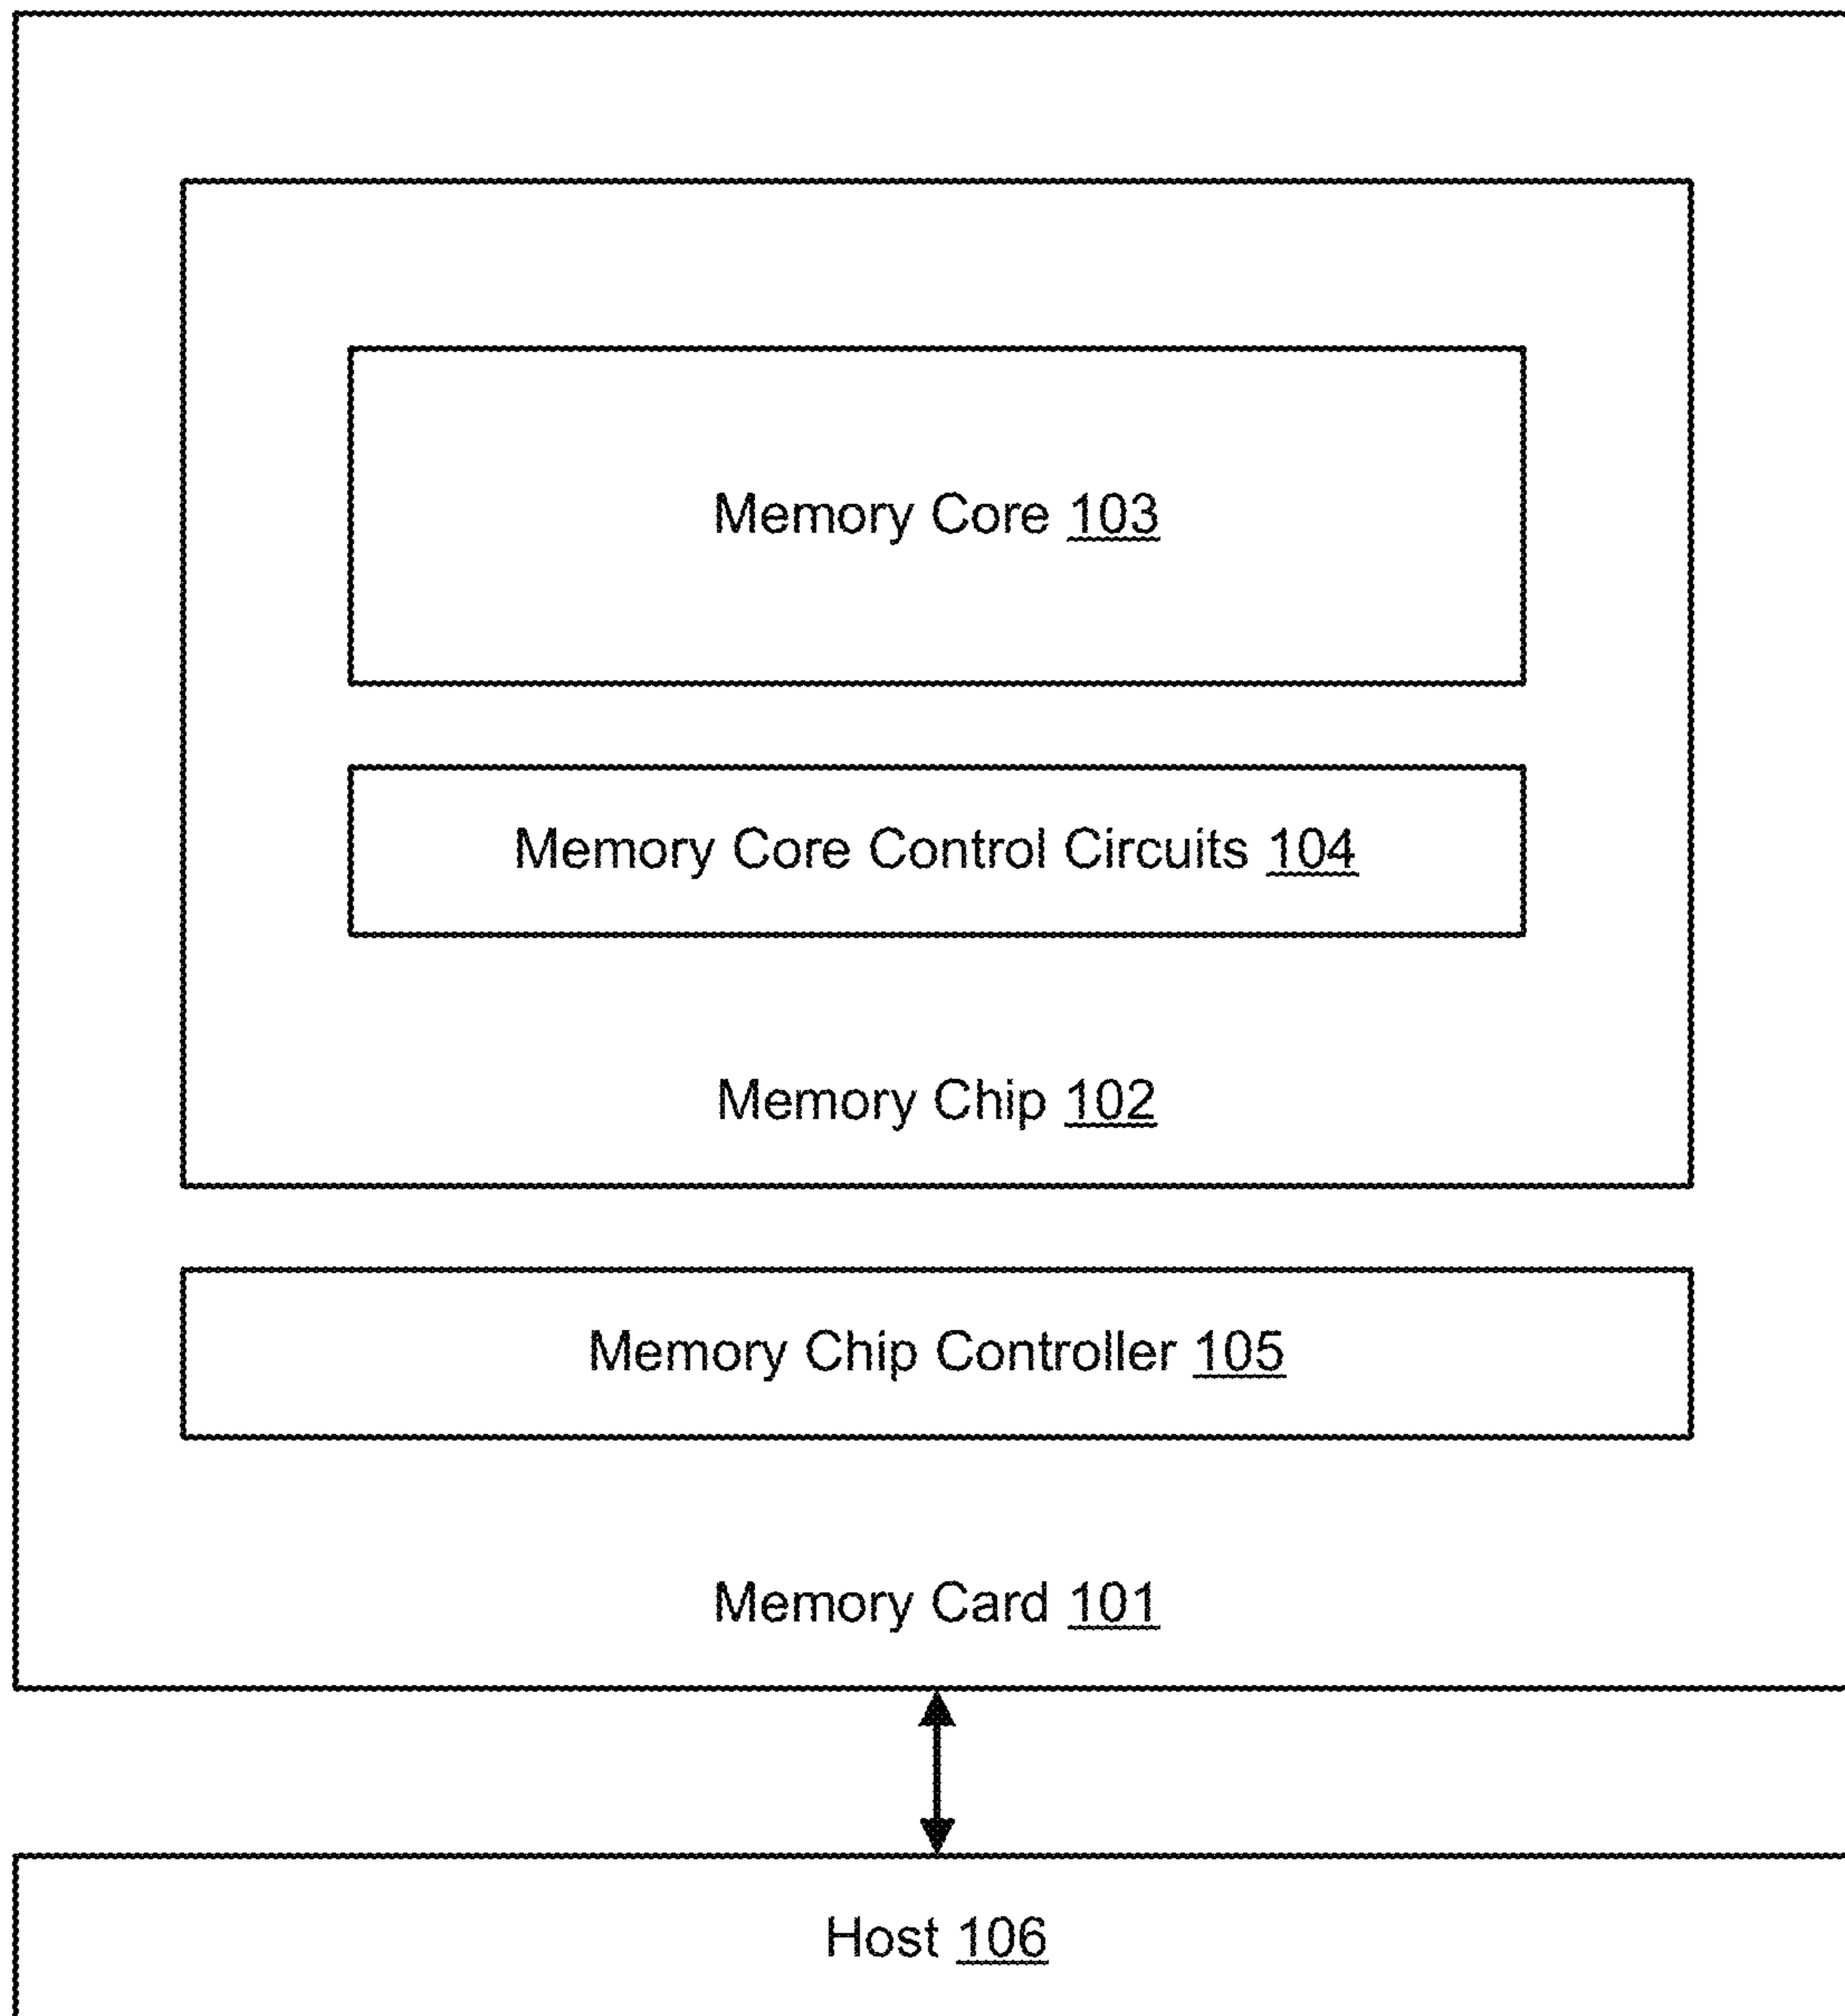 Memory Core 103
Memory Core Control Circuits 104
Memory Chip 102
Memory Chip Controller 105
Memory Card 101
Host 106